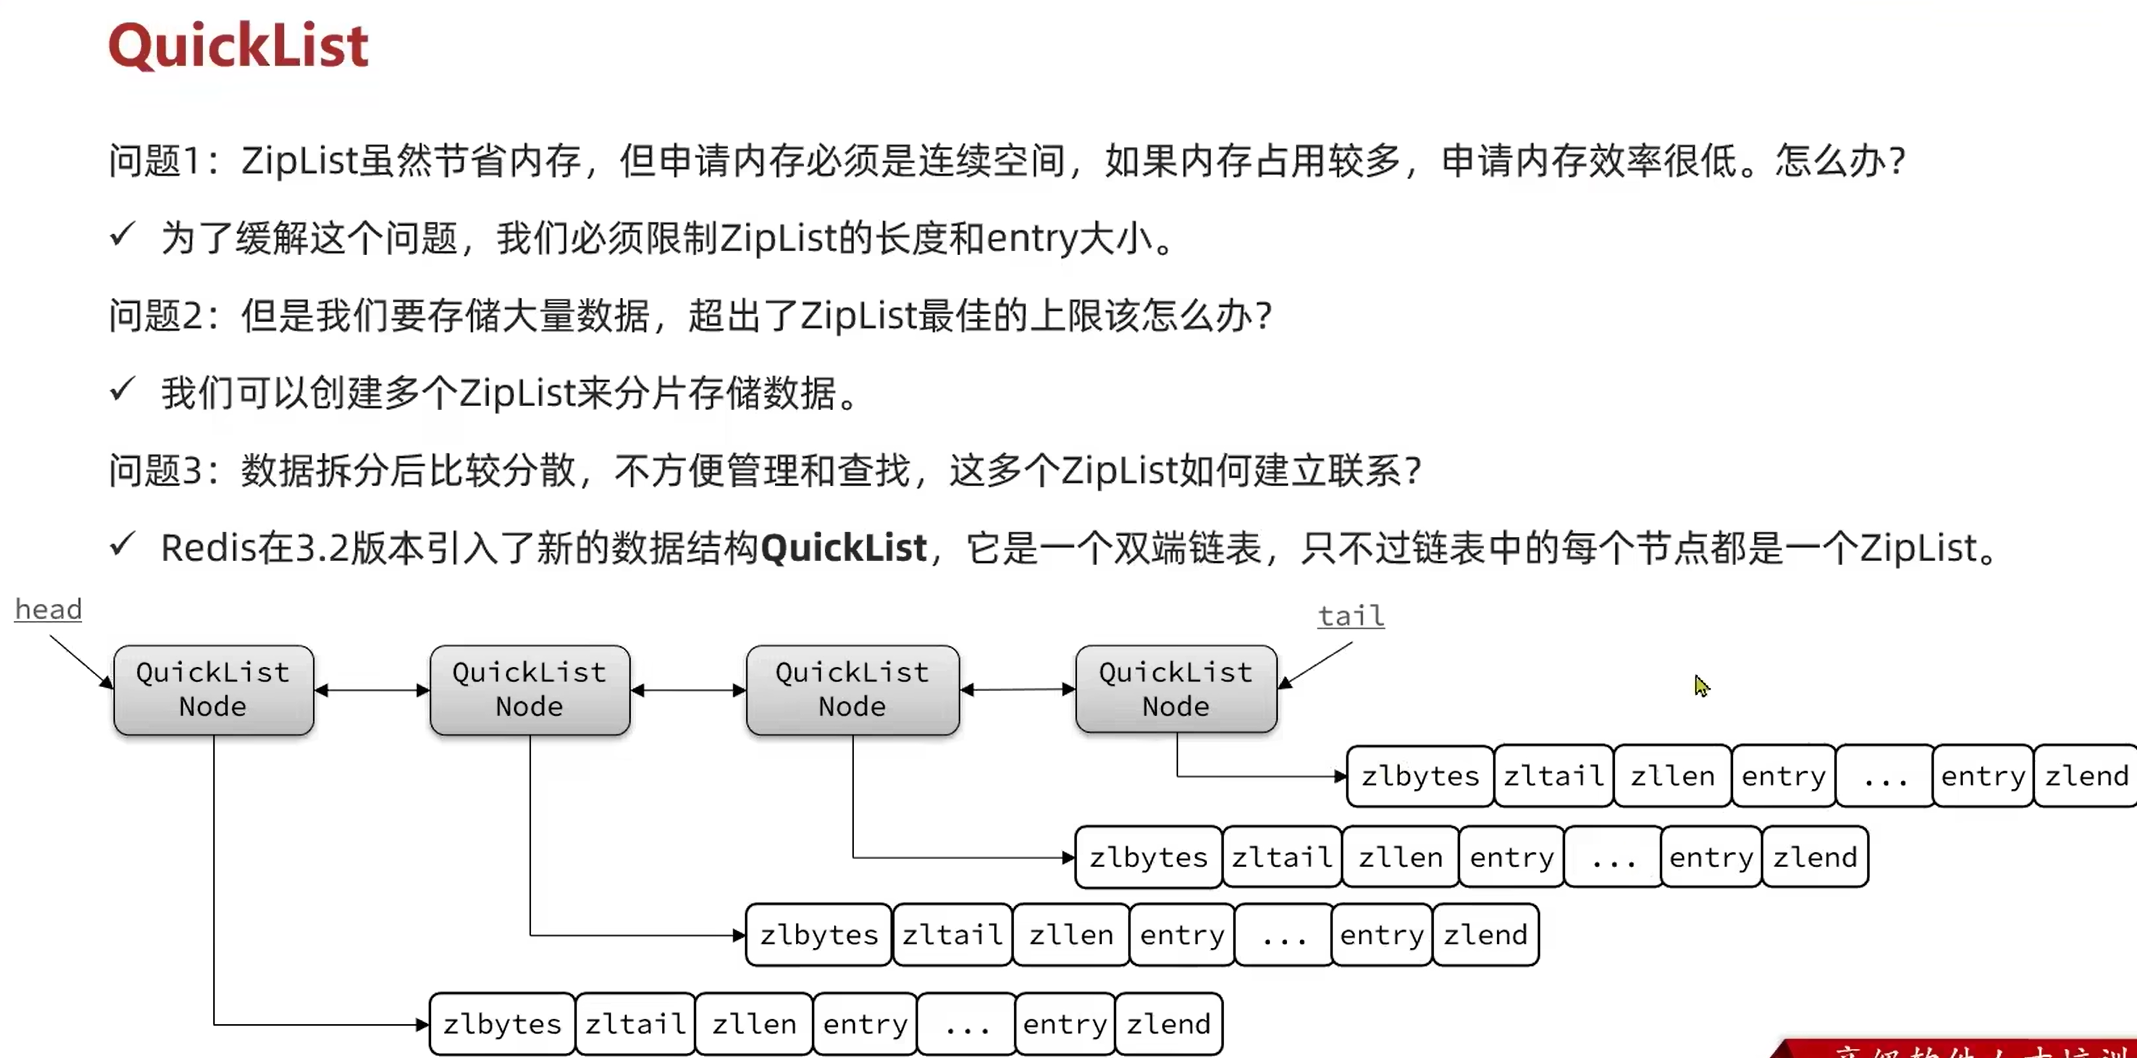 QuickList
问题1：ZipList虽然节省内存，但申请内存必须是连续空间，如果内存占用较多，申请内存效率很低。怎么办？
✓ 为了缓解这个问题，我们必须限制ZipList的长度和entry大小。
问题2：但是我们要存储大量数据，超出了ZipList最佳的上限该怎么办？
✓ 我们可以创建多个ZipList来分片存储数据。
问题3：数据拆分后比较分散，不方便管理和查找，这多个ZipList如何建立联系？
✓ Redis在3.2版本引入了新的数据结构QuickList，它是一个双端链表，只不过链表中的每个节点都是一个ZipList。
head
tail
QuickList Node
QuickList Node
QuickList Node
QuickList Node
zlbytes zltail zllen entry ... entry zlend
zlbytes zltail zllen entry ... entry zlend
zlbytes zltail zllen entry ... entry zlend
zlbytes zltail zllen entry ... entry zlend